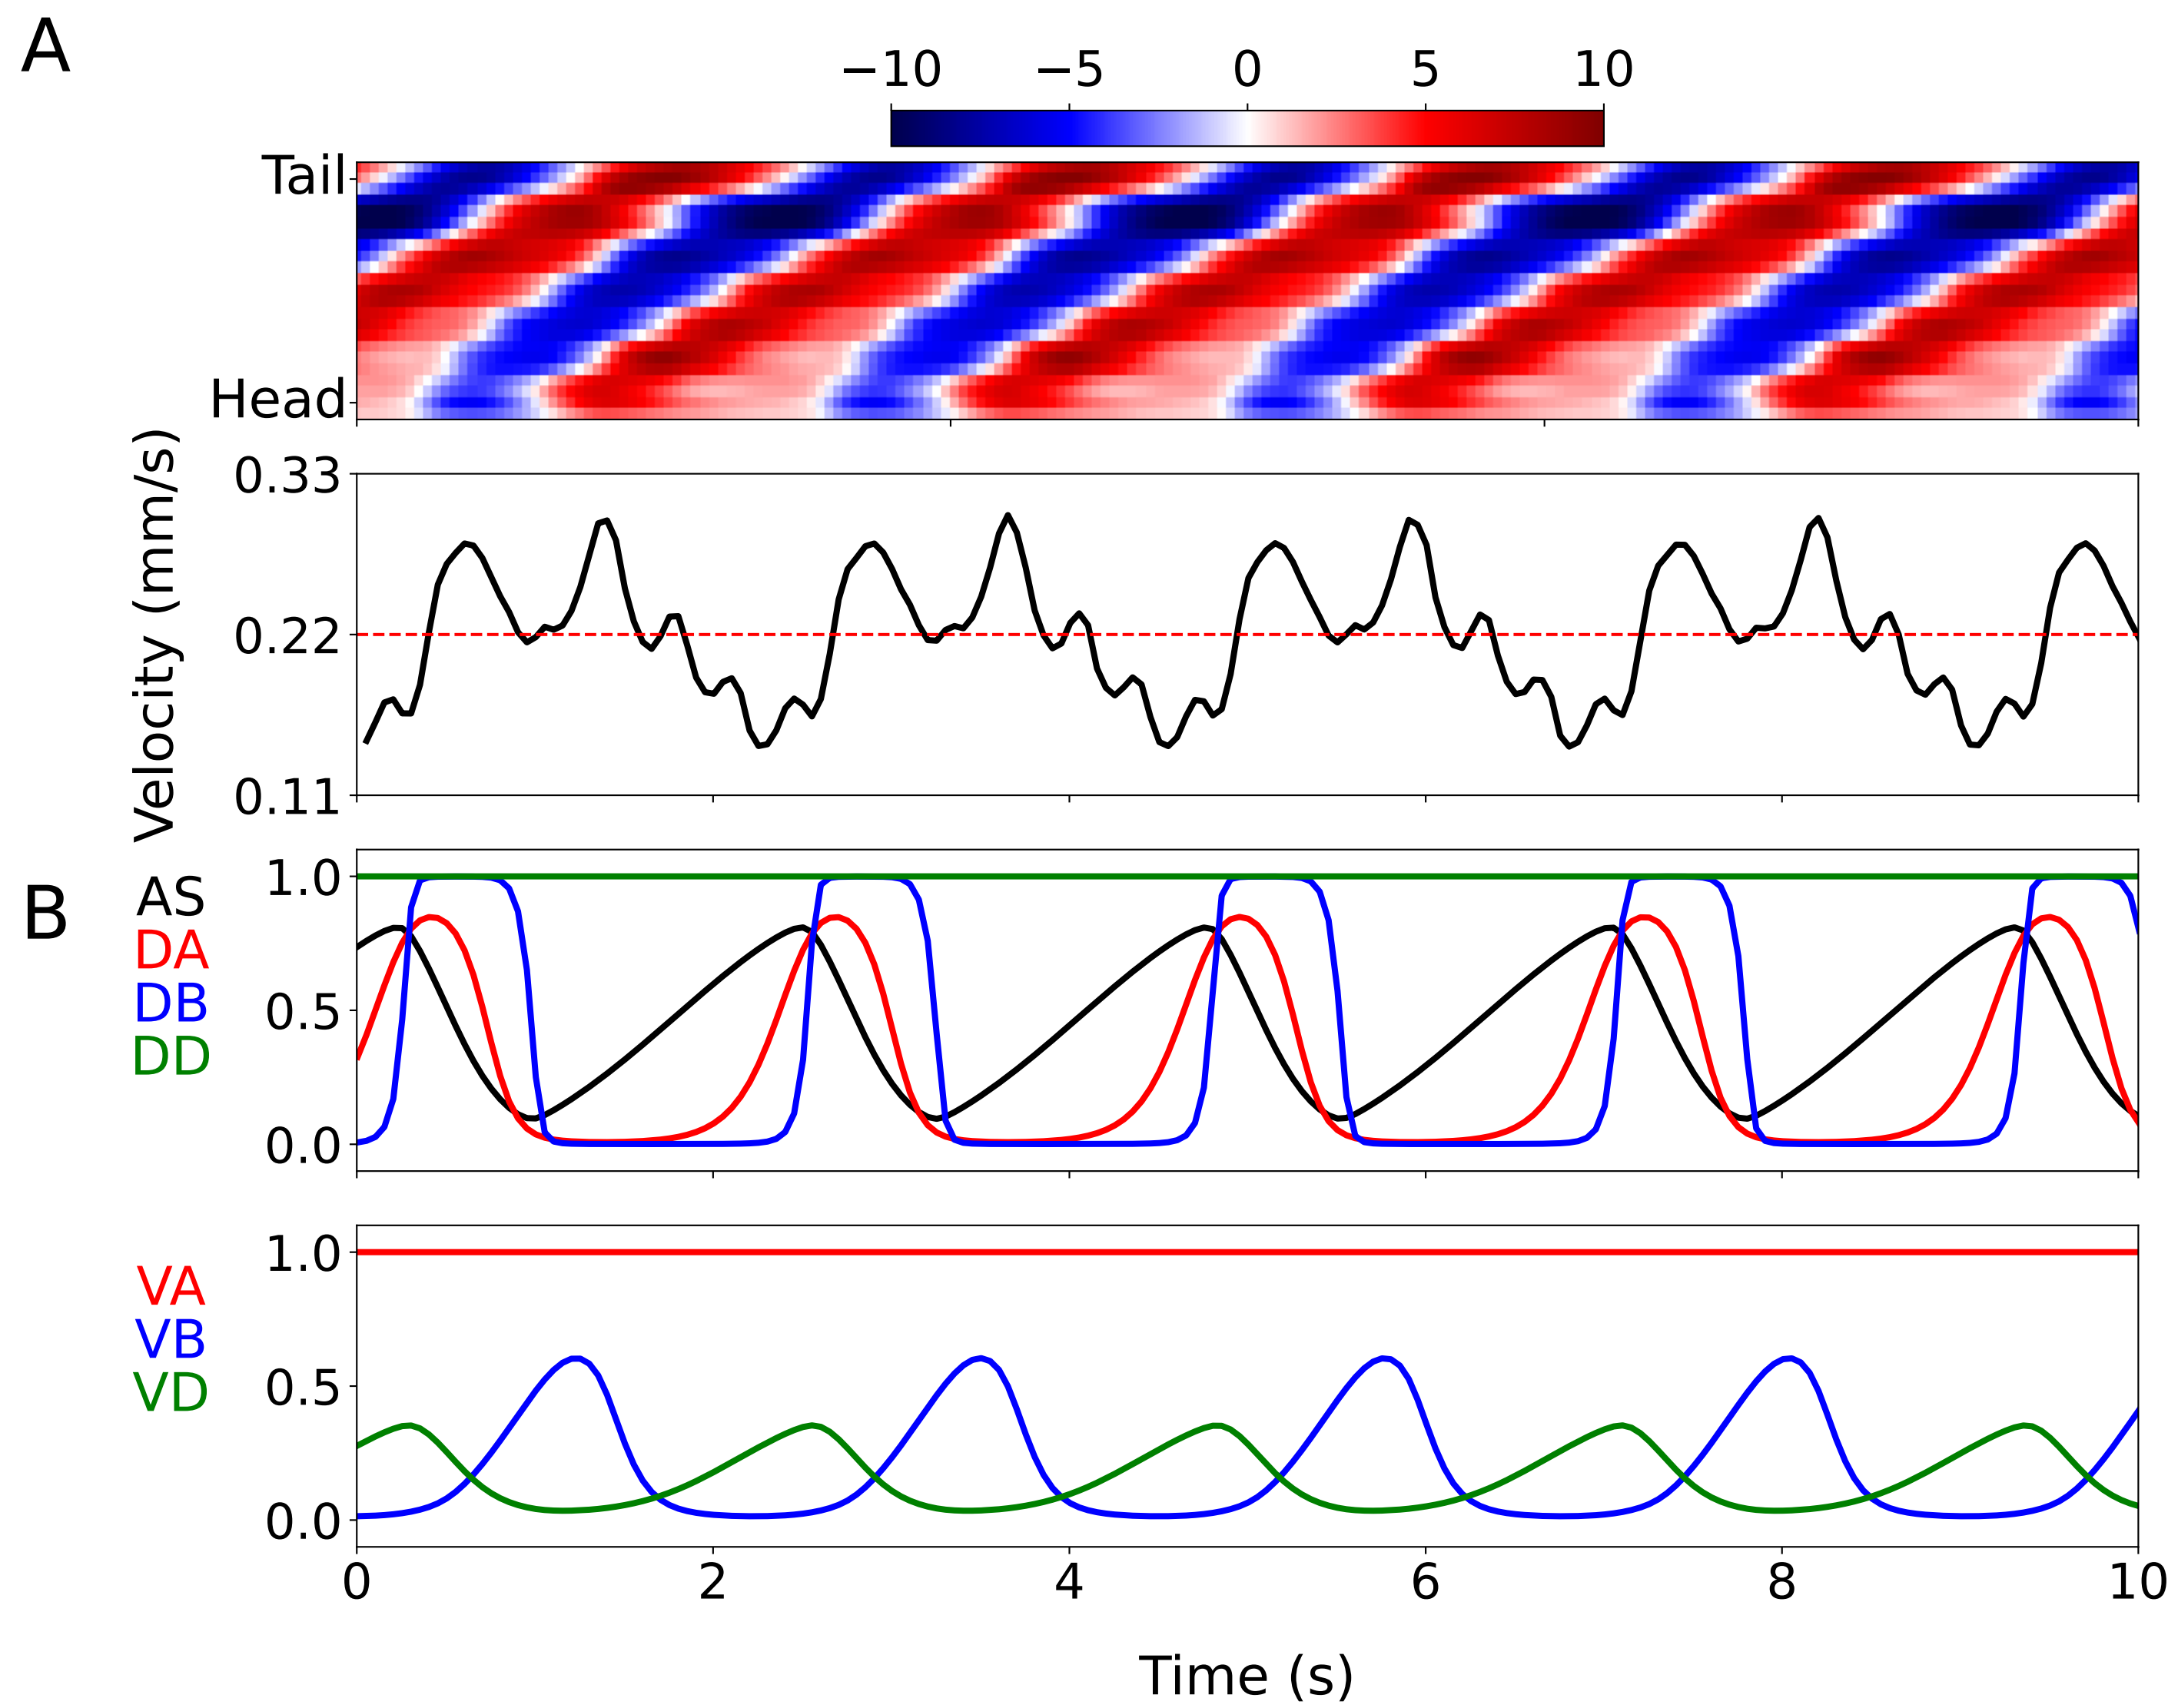 A
−10 −5 0 5 10
Tail
Head
Velocity (mm/s)
0.33
0.22
0.11
B
AS
DA
DB
DD
1.0
0.5
0.0
VA
VB
VD
1.0
0.5
0.0
0 2 4 6 8 10
Time (s)